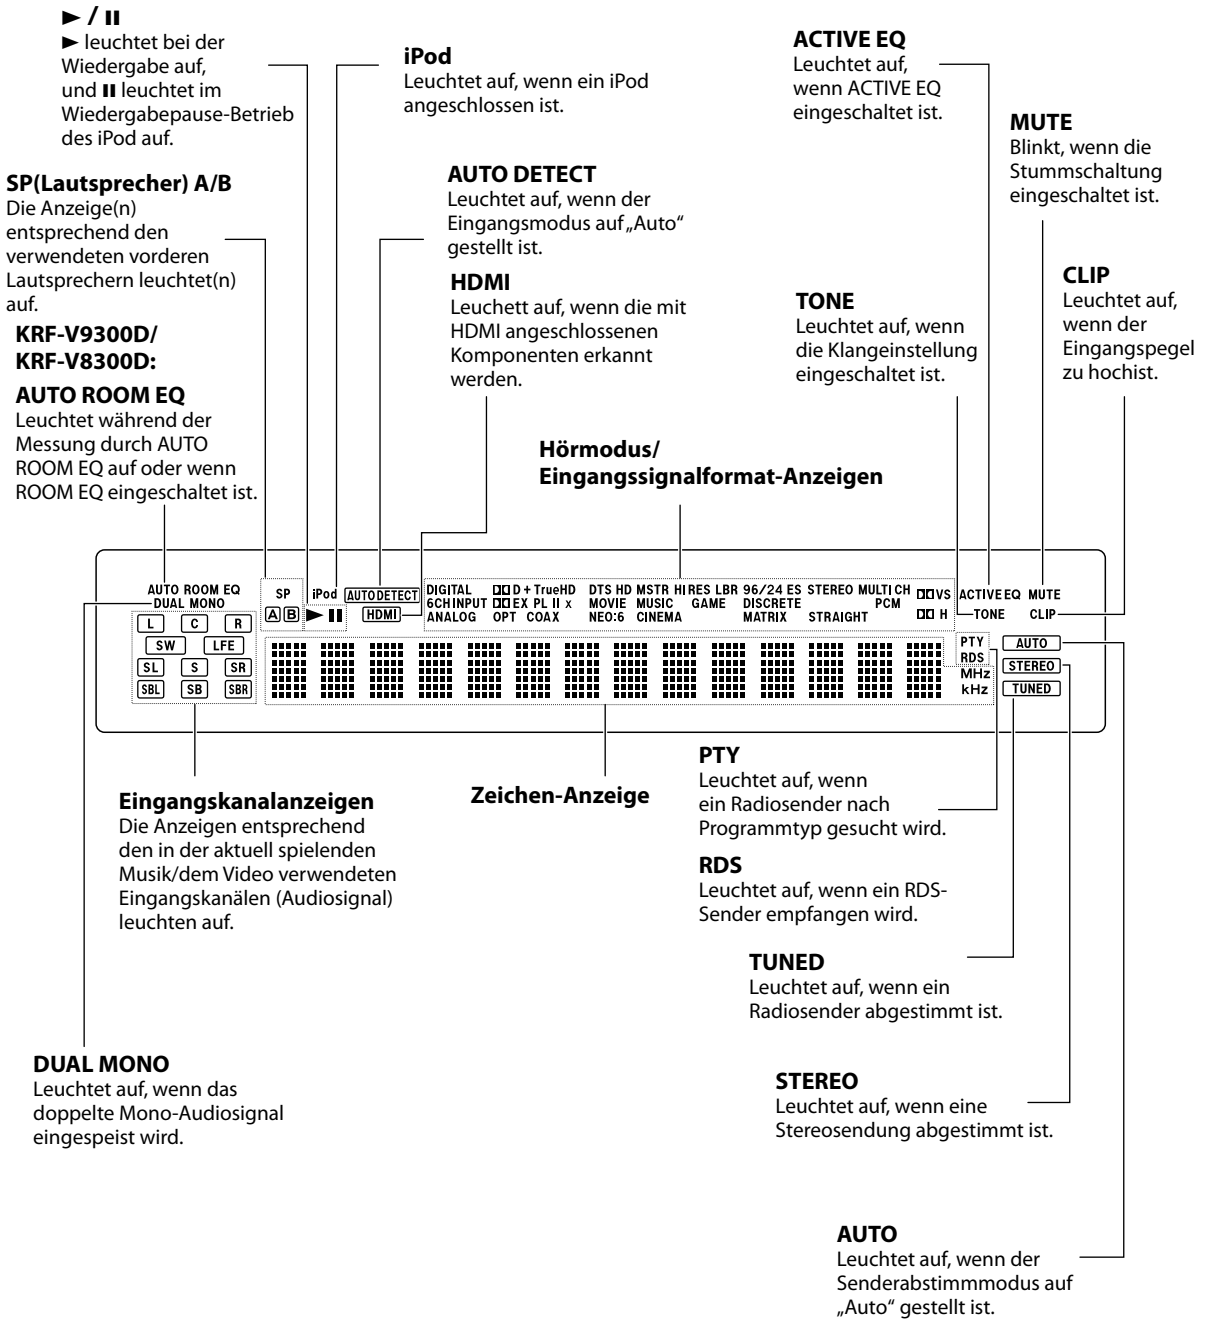 ► / II
► leuchtet bei der
Wiedergabe auf,
und II leuchtet im
Wiedergabepause-Betrieb
des iPod auf.
iPod
Leuchtet auf, wenn ein iPod
angeschlossen ist.
ACTIVE EQ
Leuchtet auf,
wenn ACTIVE EQ
eingeschaltet ist.
MUTE
Blinkt, wenn die
Stummschaltung
eingeschaltet ist.
SP(Lautsprecher) A/B
Die Anzeige(n)
entsprechend den
verwendeten vorderen
Lautsprechern leuchtet(n)
auf.
AUTO DETECT
Leuchtet auf, wenn der
Eingangsmodus auf „Auto“
gestellt ist.
HDMI
Leuchett auf, wenn die mit
HDMI angeschlossenen
Komponenten erkannt
werden.
TONE
Leuchtet auf, wenn
die Klangeinstellung
eingeschaltet ist.
CLIP
Leuchtet auf,
wenn der
Eingangspegel
zu hochist.
KRF-V9300D/
KRF-V8300D:
AUTO ROOM EQ
Leuchtet während der
Messung durch AUTO
ROOM EQ auf oder wenn
ROOM EQ eingeschaltet ist.
Hörmodus/
Eingangssignalformat-Anzeigen
AUTO ROOM EQ
DUAL MONO
L C R
SW LFE
SL S SR
SBL SB SBR
SP
A B
iPod
► II
AUTO DETECT
HDMI
DIGITAL DD D + TrueHD DTS HD MSTR HI RES LBR 96/24 ES STEREO MULTI CH DD VS
6CH INPUT DD EX PL II x MOVIE MUSIC GAME DISCRETE PCM
ANALOG OPT COAX NEO:6 CINEMA MATRIX STRAIGHT DD H
ACTIVE EQ MUTE
TONE CLIP
PTY
RDS
MHz
kHz
AUTO
STEREO
TUNED
Eingangskanalanzeigen
Die Anzeigen entsprechend
den in der aktuell spielenden
Musik/dem Video verwendeten
Eingangskanälen (Audiosignal)
leuchten auf.
Zeichen-Anzeige
PTY
Leuchtet auf, wenn
ein Radiosender nach
Programmtyp gesucht wird.
RDS
Leuchtet auf, wenn ein RDS-
Sender empfangen wird.
TUNED
Leuchtet auf, wenn ein
Radiosender abgestimmt ist.
DUAL MONO
Leuchtet auf, wenn das
doppelte Mono-Audiosignal
eingespeist wird.
STEREO
Leuchtet auf, wenn eine
Stereosendung abgestimmt ist.
AUTO
Leuchtet auf, wenn der
Senderabstimmmodus auf
„Auto“ gestellt ist.